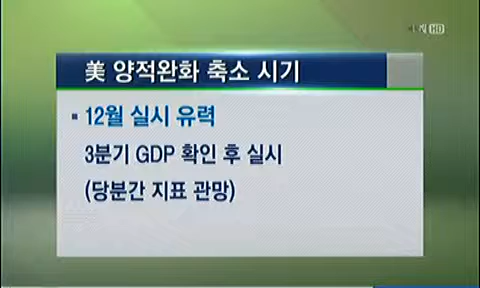 美 양적완화 축소 시기
12월 실시 유력
3분기 GDP 확인 후 실시
(당분간 지표 관망)
HD